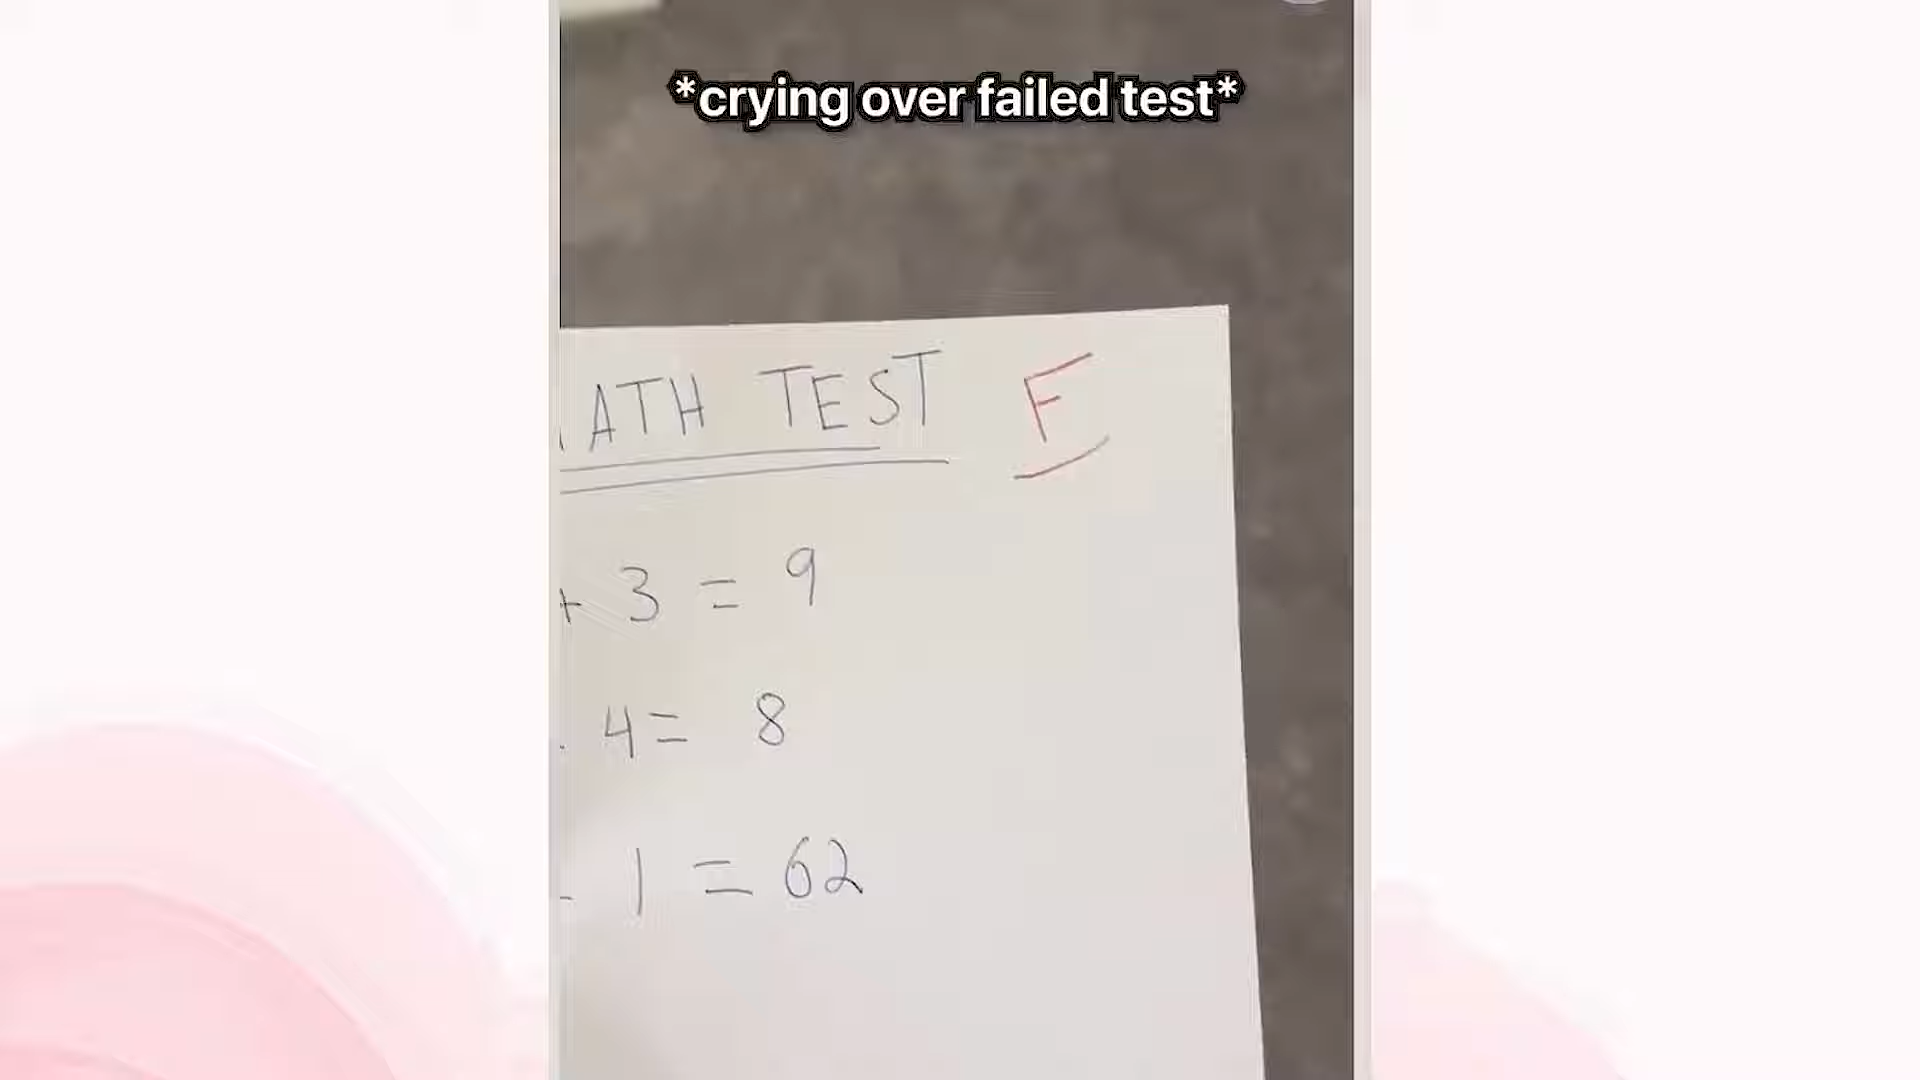 *crying over failed test*
ATH TEST F
+ 3 = 9
4 = 8
- 1 = 62